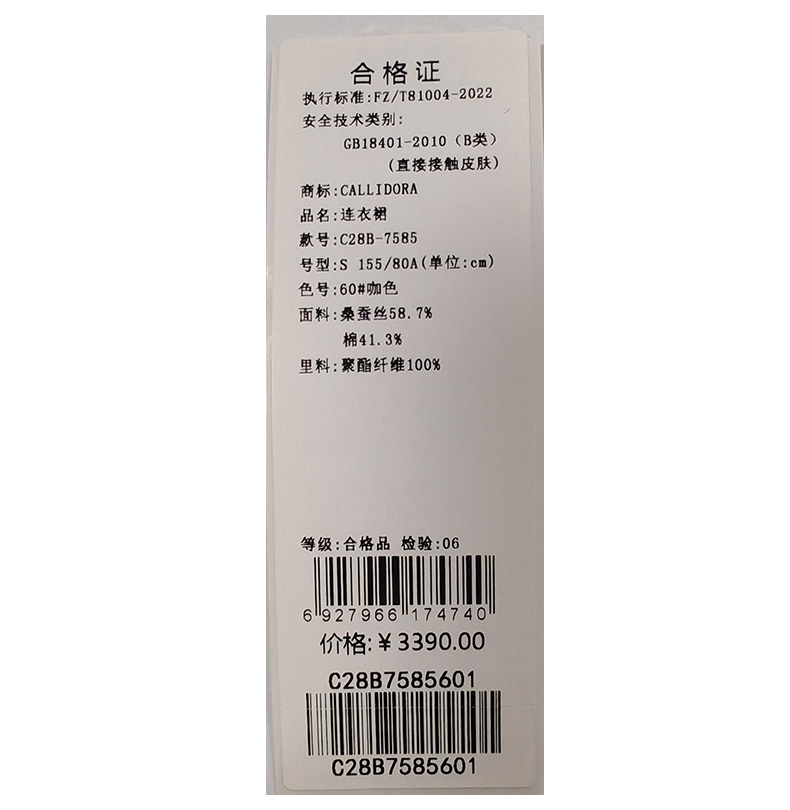 合格证
执行标准:FZ/T81004-2022
安全技术类别:
GB18401-2010（B类）
(直接接触皮肤)
商标:CALLIDORA
品名:连衣裙
款号:C28B-7585
号型:S 155/80A(单位:cm)
色号:60#咖色
面料:桑蚕丝58.7%
棉41.3%
里料:聚酯纤维100%
等级:合格品 检验:06
6 927966 174740
价格:￥3390.00
C28B7585601
C28B7585601